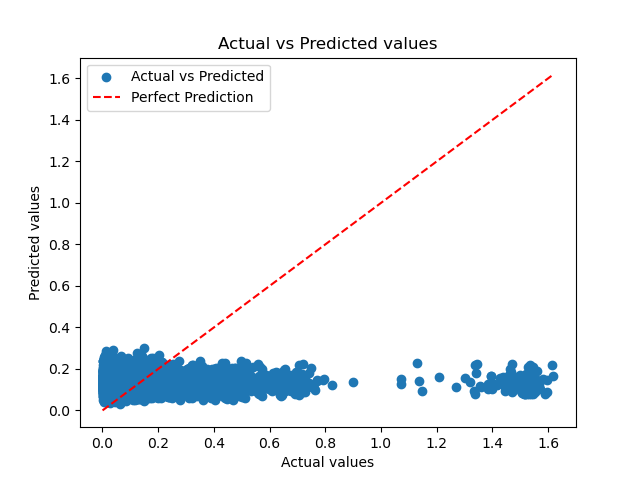 Actual vs Predicted values
Actual vs Predicted
Perfect Prediction
1.6
1.4
1.2
1.0
0.8
0.6
0.4
0.2
0.0
Predicted values
0.0 0.2 0.4 0.6 0.8 1.0 1.2 1.4 1.6
Actual values